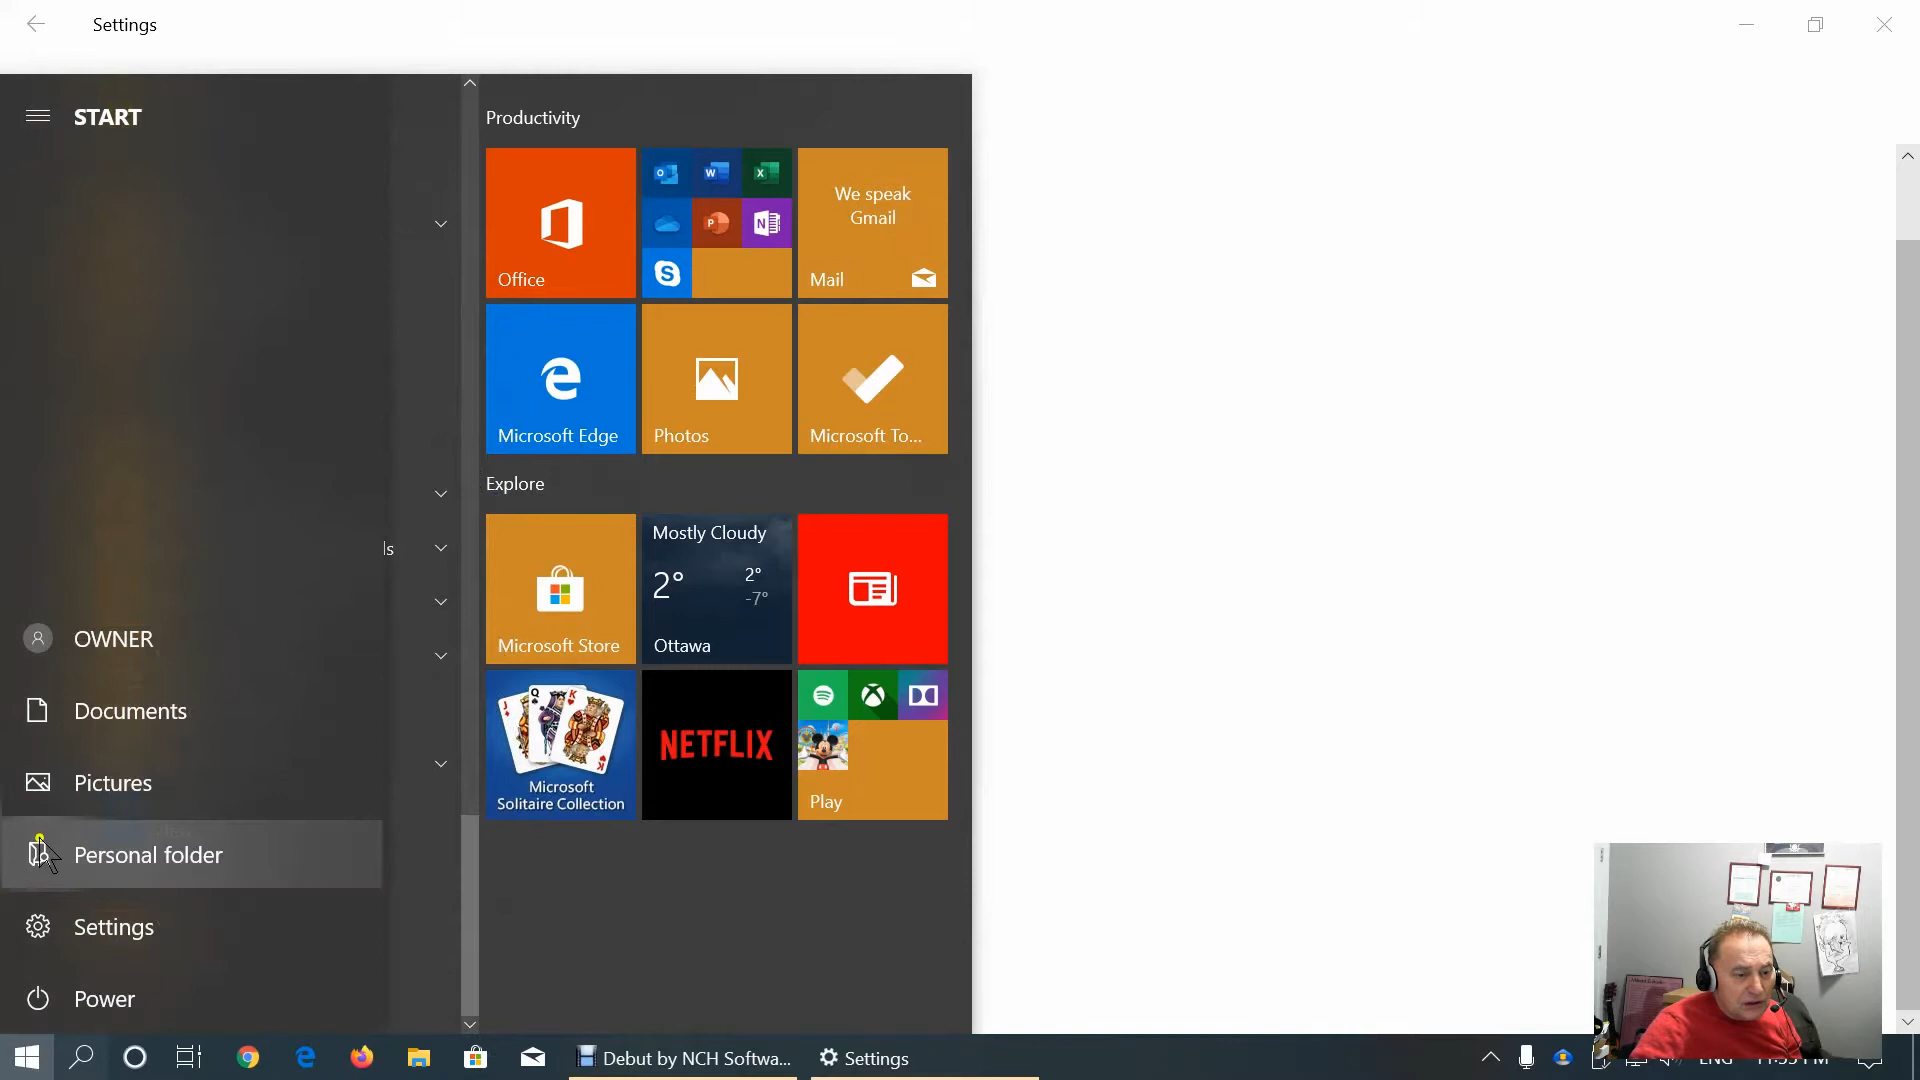 Settings
START
Productivity
Office
We speak
Gmail
Mail
Microsoft Edge
Photos
Microsoft To...
Explore
ls
Microsoft Store
Mostly Cloudy
2°
2°
-7°
Ottawa
OWNER
Documents
Pictures
Personal folder
Settings
Power
Microsoft
Solitaire Collection
NETFLIX
Play
Debut by NCH Softwa...
Settings